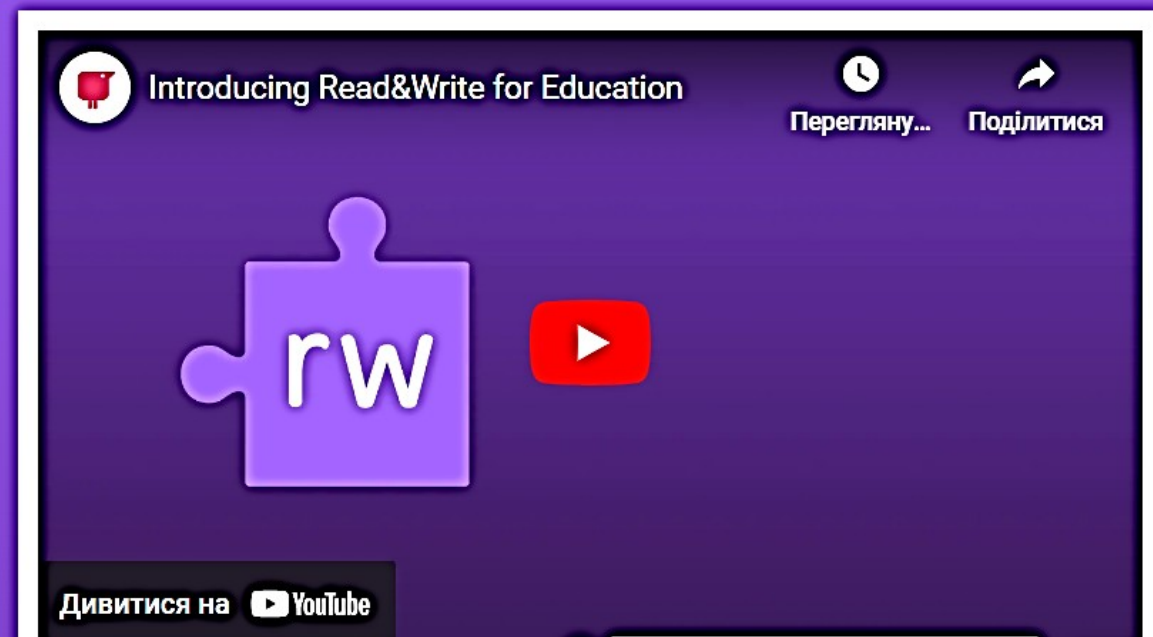 Introducing Read&Write for Education
Перегляну...
Поділитися
rw
Дивитися на YouTube